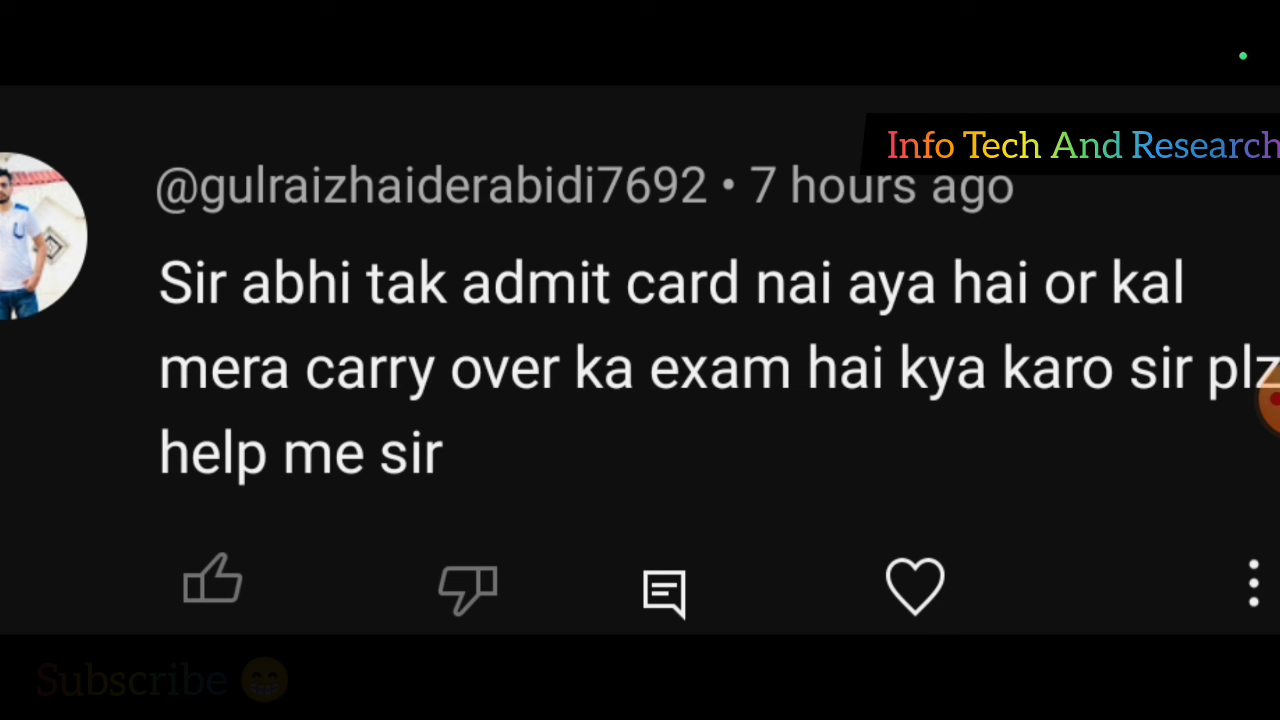 Info Tech And Research
@gulraizhaiderabidi7692 • 7 hours ago
Sir abhi tak admit card nai aya hai or kal
mera carry over ka exam hai kya karo sir plz
help me sir
Subscribe 😁